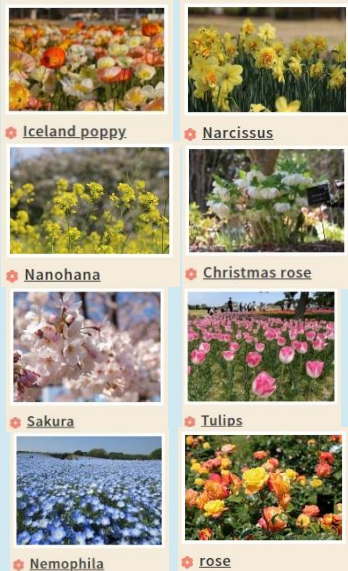 Iceland poppy
Narcissus
Nanohana
Christmas rose
Sakura
Tulips
Nemophila
rose